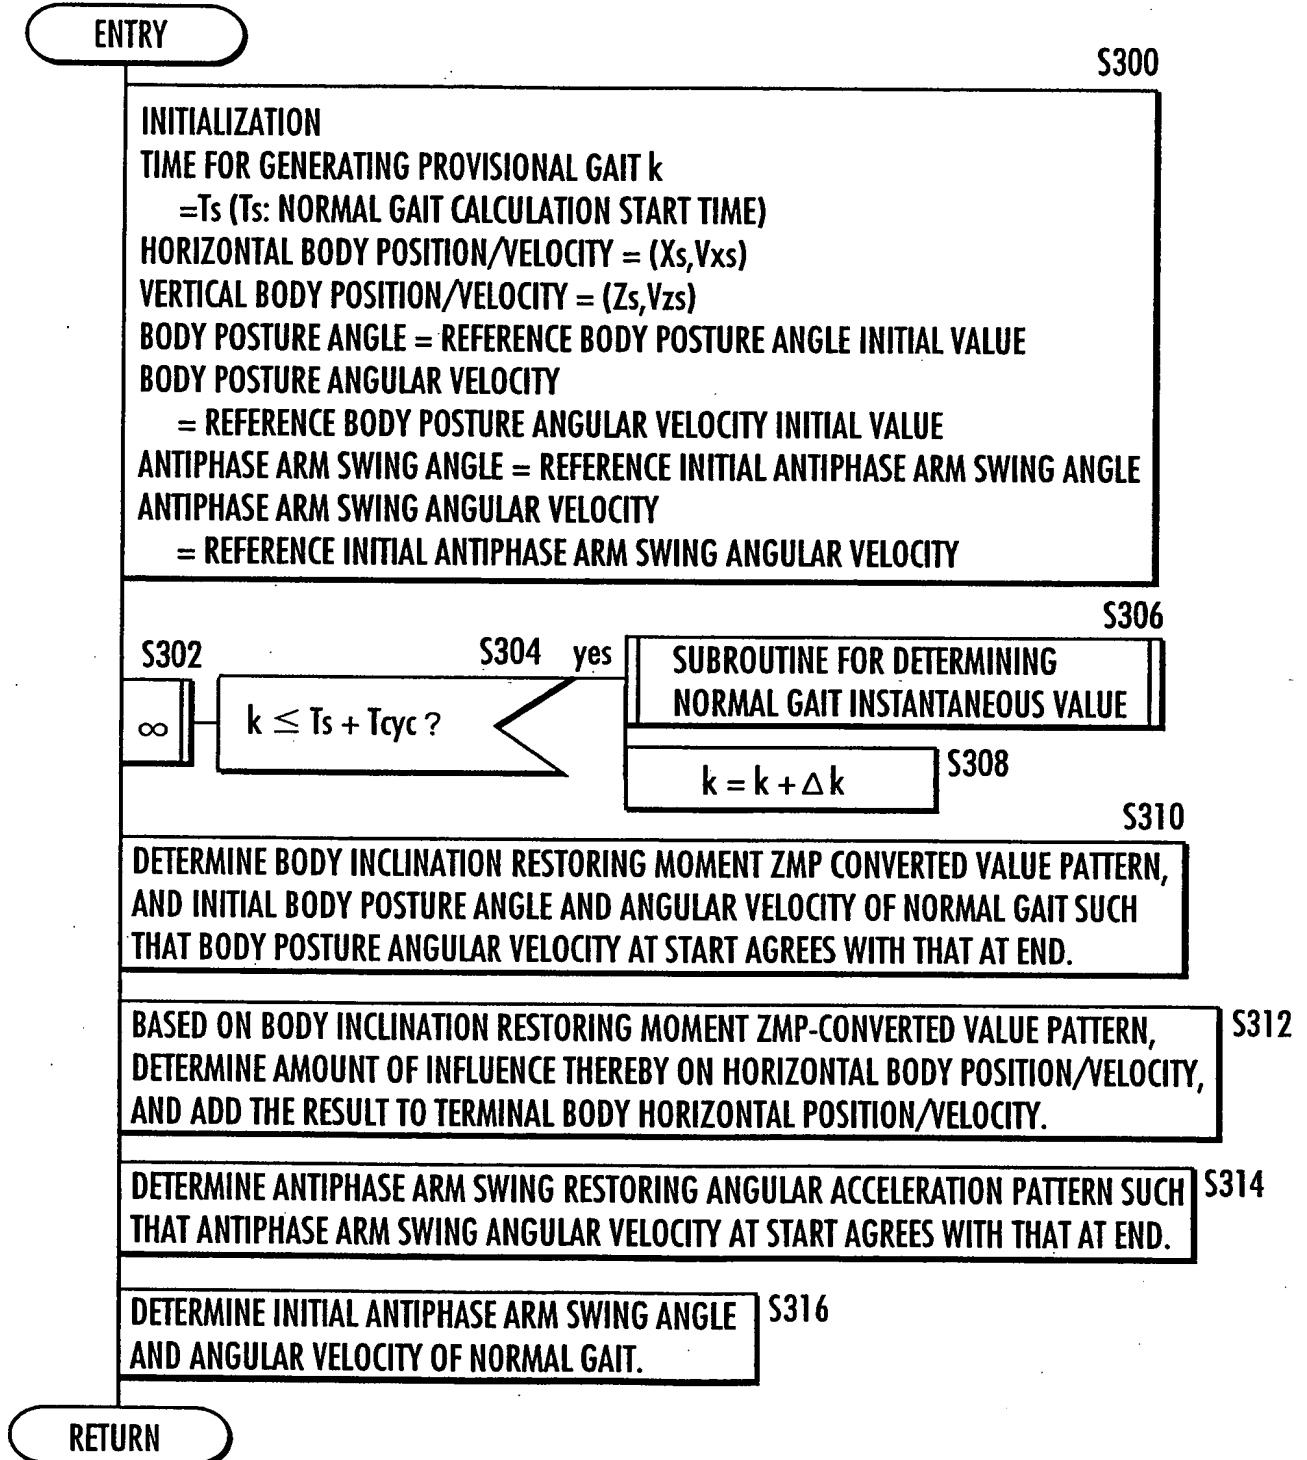 ENTRY
S300
INITIALIZATION
TIME FOR GENERATING PROVISIONAL GAIT k
=Ts (Ts: NORMAL GAIT CALCULATION START TIME)
HORIZONTAL BODY POSITION/VELOCITY = (Xs,Vxs)
VERTICAL BODY POSITION/VELOCITY = (Zs,Vzs)
BODY POSTURE ANGLE = REFERENCE BODY POSTURE ANGLE INITIAL VALUE
BODY POSTURE ANGULAR VELOCITY
= REFERENCE BODY POSTURE ANGULAR VELOCITY INITIAL VALUE
ANTIPHASE ARM SWING ANGLE = REFERENCE INITIAL ANTIPHASE ARM SWING ANGLE
ANTIPHASE ARM SWING ANGULAR VELOCITY
= REFERENCE INITIAL ANTIPHASE ARM SWING ANGULAR VELOCITY
S302
∞
S304
k ≤ Ts + Tcyc ?
yes
S306
SUBROUTINE FOR DETERMINING
NORMAL GAIT INSTANTANEOUS VALUE
k = k + Δ k
S308
S310
DETERMINE BODY INCLINATION RESTORING MOMENT ZMP CONVERTED VALUE PATTERN,
AND INITIAL BODY POSTURE ANGLE AND ANGULAR VELOCITY OF NORMAL GAIT SUCH
THAT BODY POSTURE ANGULAR VELOCITY AT START AGREES WITH THAT AT END.
BASED ON BODY INCLINATION RESTORING MOMENT ZMP-CONVERTED VALUE PATTERN,
DETERMINE AMOUNT OF INFLUENCE THEREBY ON HORIZONTAL BODY POSITION/VELOCITY,
AND ADD THE RESULT TO TERMINAL BODY HORIZONTAL POSITION/VELOCITY.
S312
DETERMINE ANTIPHASE ARM SWING RESTORING ANGULAR ACCELERATION PATTERN SUCH
THAT ANTIPHASE ARM SWING ANGULAR VELOCITY AT START AGREES WITH THAT AT END.
S314
DETERMINE INITIAL ANTIPHASE ARM SWING ANGLE
AND ANGULAR VELOCITY OF NORMAL GAIT.
S316
RETURN